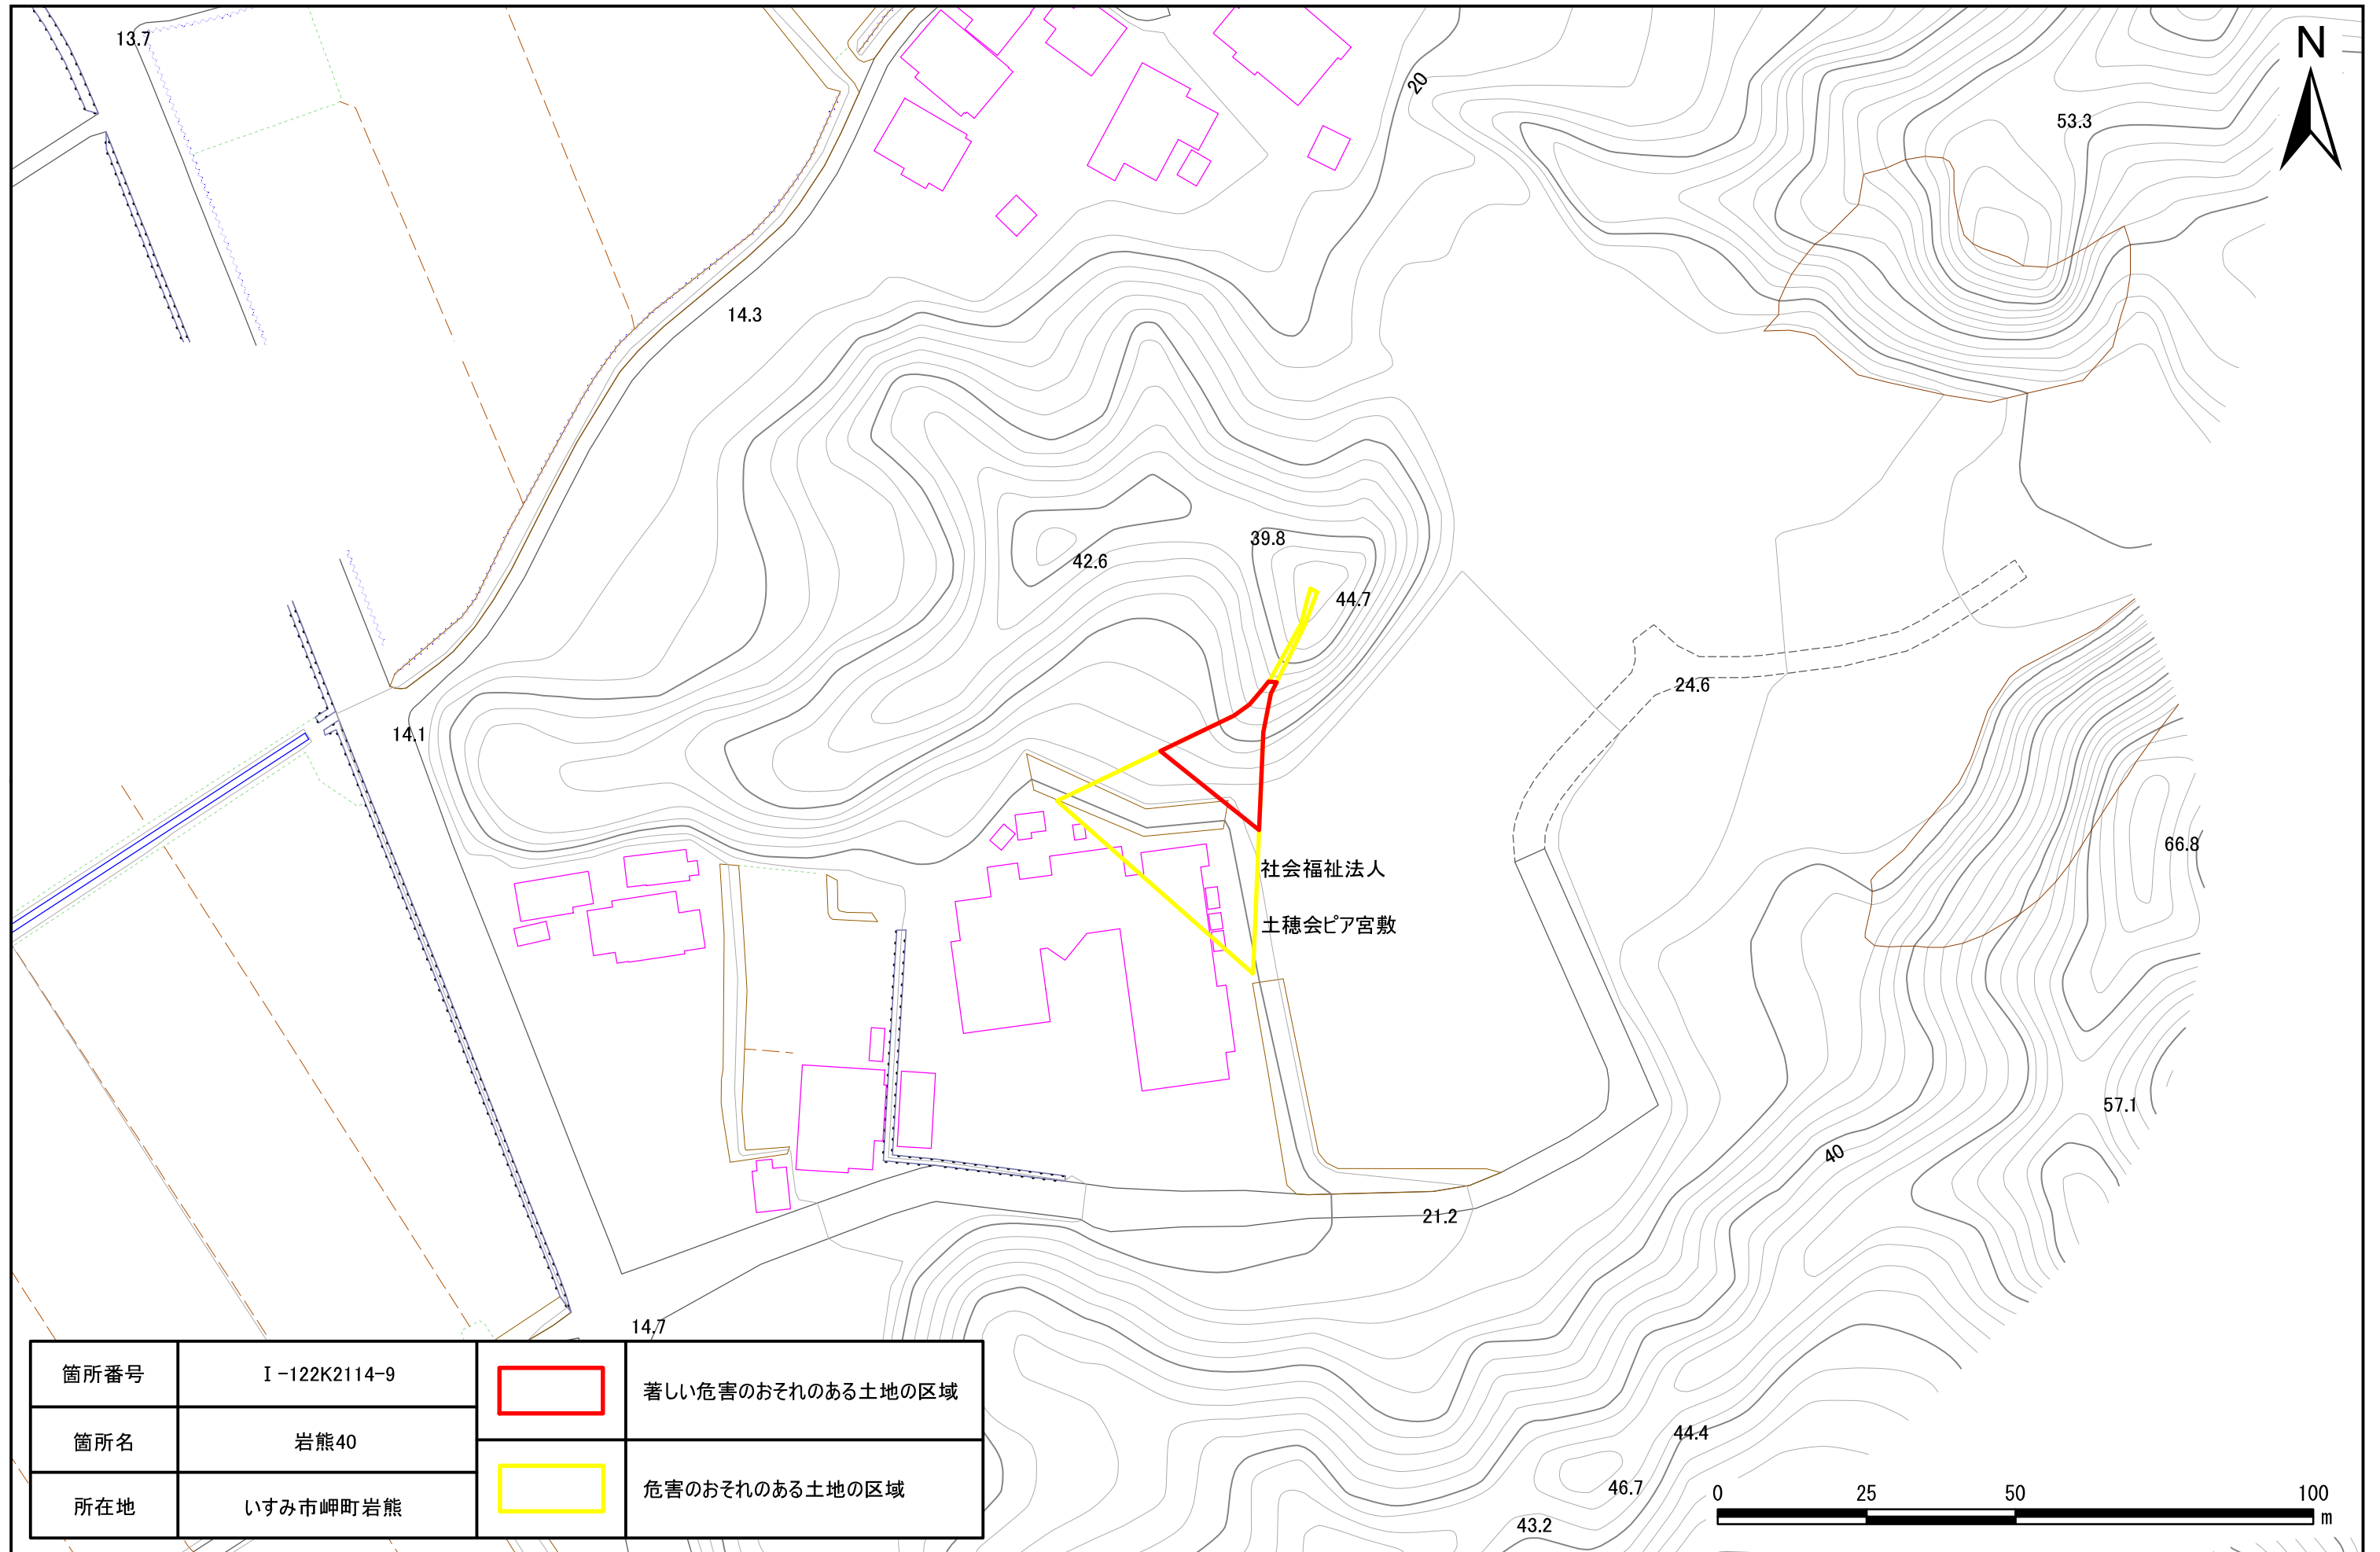 13.7
N
20
53.3
14.3
39.8
42.6
44.7
24.6
14.1
66.8
社会福祉法人
土穂会ピア宮敷
57.1
40
21.2
14.7
箇所番号 Ⅰ-122K2114-9
箇所名 岩熊40
所在地 いすみ市岬町岩熊
著しい危害のおそれのある土地の区域
危害のおそれのある土地の区域
44.4
46.7
43.2
0 25 50 100
m